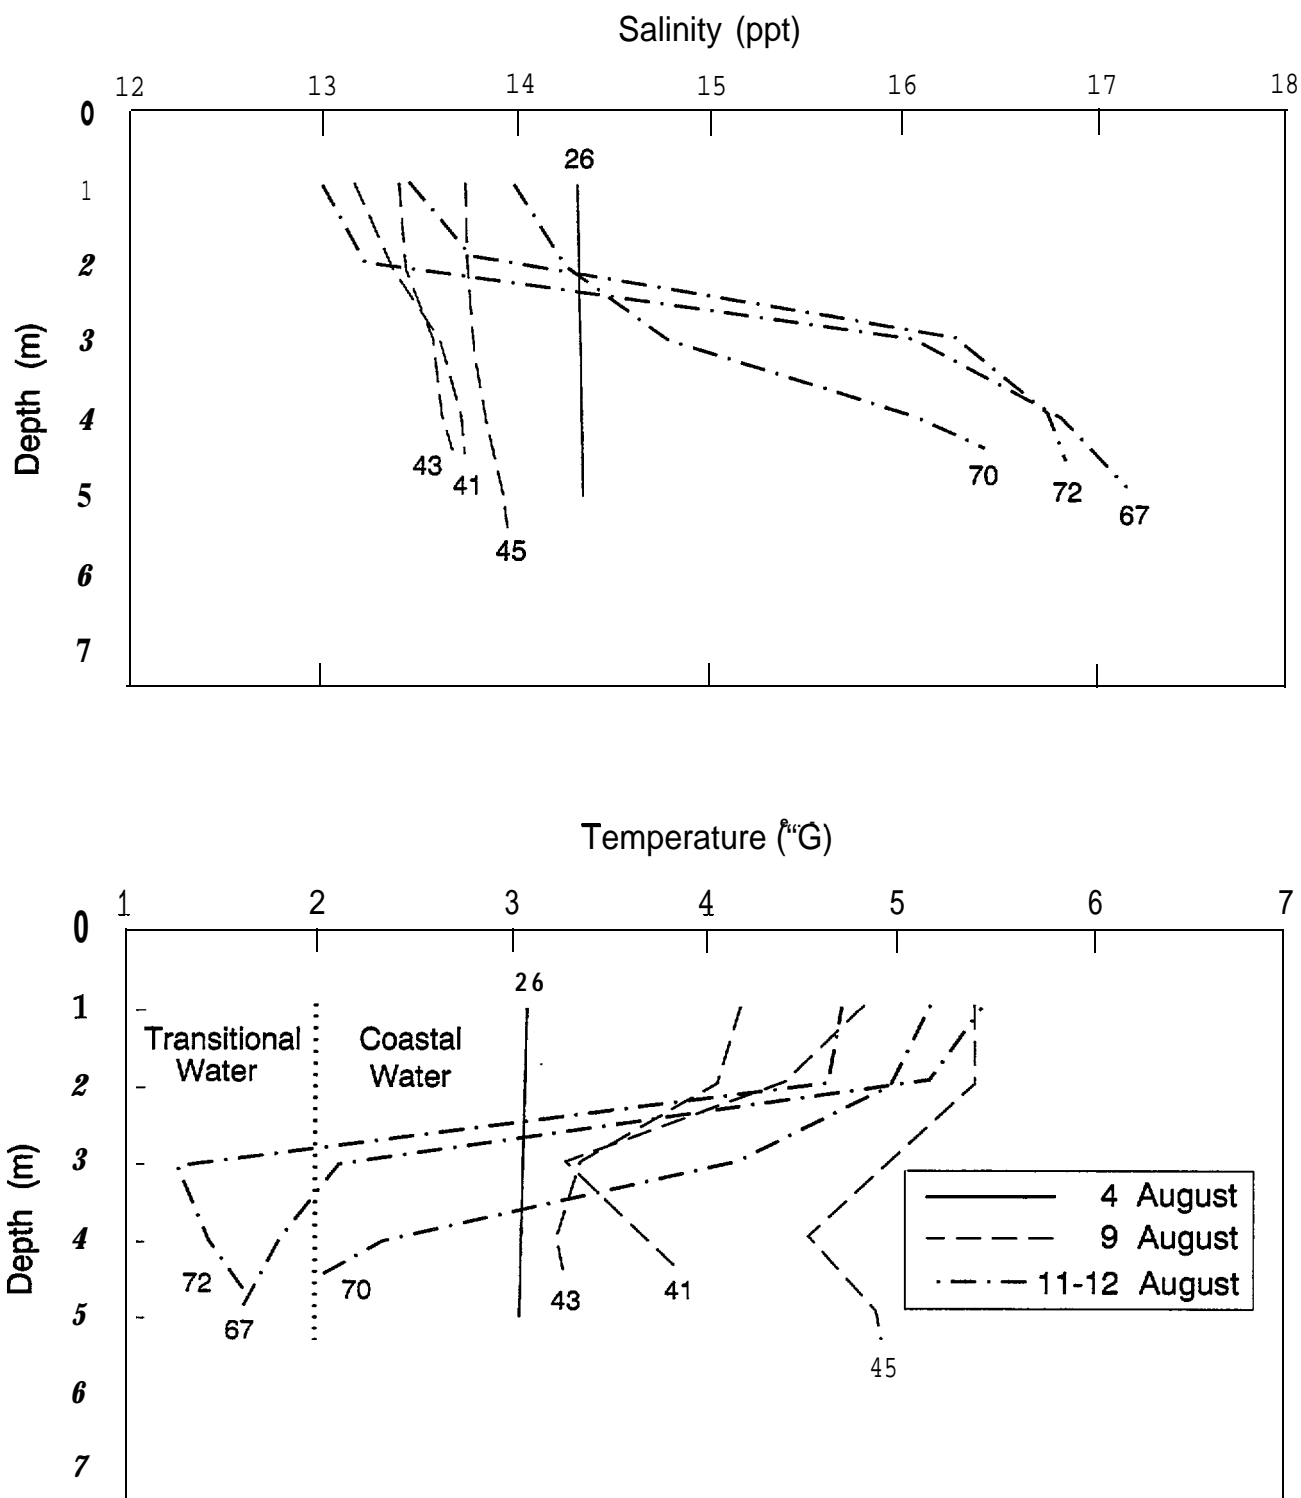 Salinity (ppt)
12 13 14 15 16 17 18
0
26
1
2
Depth (m)
3
4
43 41 70 72 67
5
45
6
7
Temperature (°G)
1 2 3 4 5 6 7
0
26
1
Transitional Water
Coastal Water
2
Depth (m)
3
4 August
9 August
11-12 August
4
72 70 43 41
5
67
45
6
7